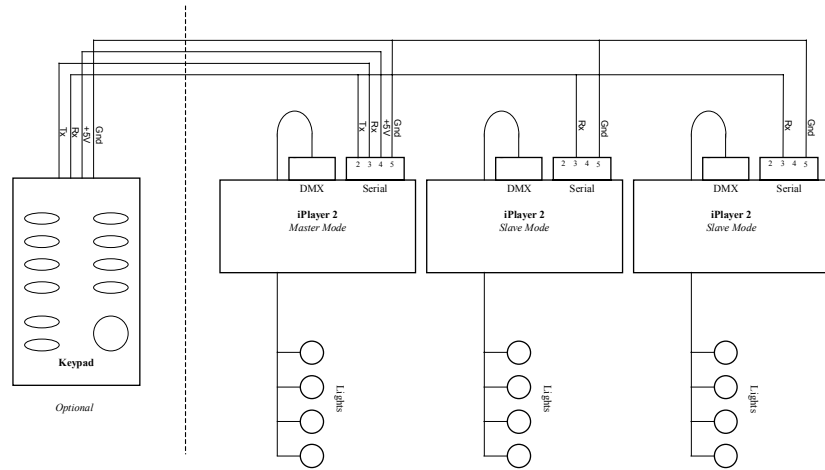 Tx
Rx
+5V
Gnd
Tx
Rx
+5V
Gnd
Rx
Gnd
Rx
Gnd
2 3 4 5
2 3 4 5
2 3 4 5
DMX Serial
DMX Serial
DMX Serial
iPlayer 2
Master Mode
iPlayer 2
Slave Mode
iPlayer 2
Slave Mode
Keypad
Optional
Lights
Lights
Lights